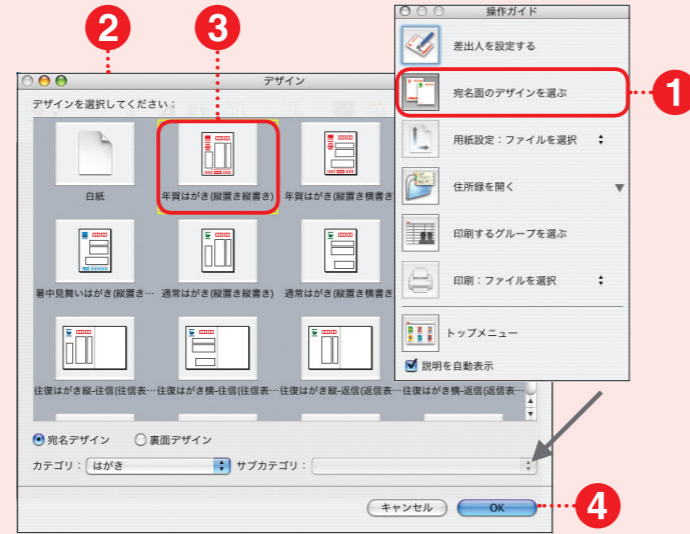 2
3
操作ガイド
差出人を設定する
1
宛名面のデザインを選ぶ
用紙設定：ファイルを選択
住所録を開く
印刷するグループを選ぶ
印刷：ファイルを選択
トップメニュー
説明を自動表示
デザイン
デザインを選択してください：
白紙
年賀はがき(縦置き縦書き)
年賀はがき(縦置き横書き
暑中見舞いはがき(縦置き…
通常はがき(縦置き縦書き)
通常はがき(縦置き横書き
往復はがき縦-往信(往信表…
往復はがき横-往信(往信表…
往復はがき縦-返信(返信表…
往復はがき横-返信(返信表…
宛名デザイン
裏面デザイン
カテゴリ：はがき
サブカテゴリ：
キャンセル
OK
4